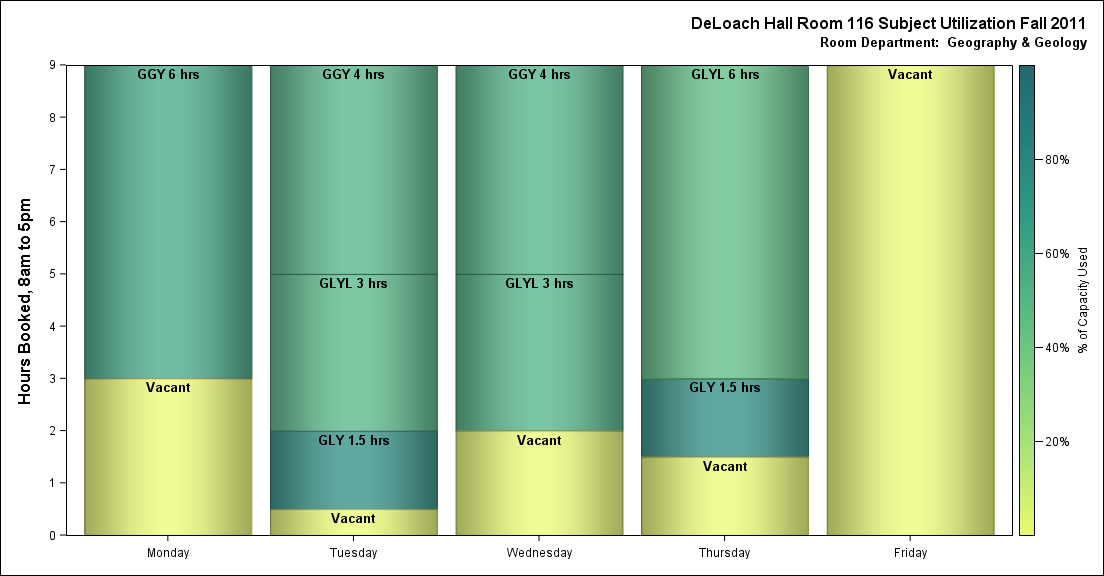 DeLoach Hall Room 116 Subject Utilization Fall 2011
Room Department: Geography & Geology
Hours Booked, 8am to 5pm
9
8
7
6
5
4
3
2
1
0
GGY 6 hrs
Vacant
GGY 4 hrs
GLYL 3 hrs
GLY 1.5 hrs
Vacant
GGY 4 hrs
GLYL 3 hrs
Vacant
GLYL 6 hrs
GLY 1.5 hrs
Vacant
Vacant
Monday
Tuesday
Wednesday
Thursday
Friday
80%
60%
40%
20%
% of Capacity Used